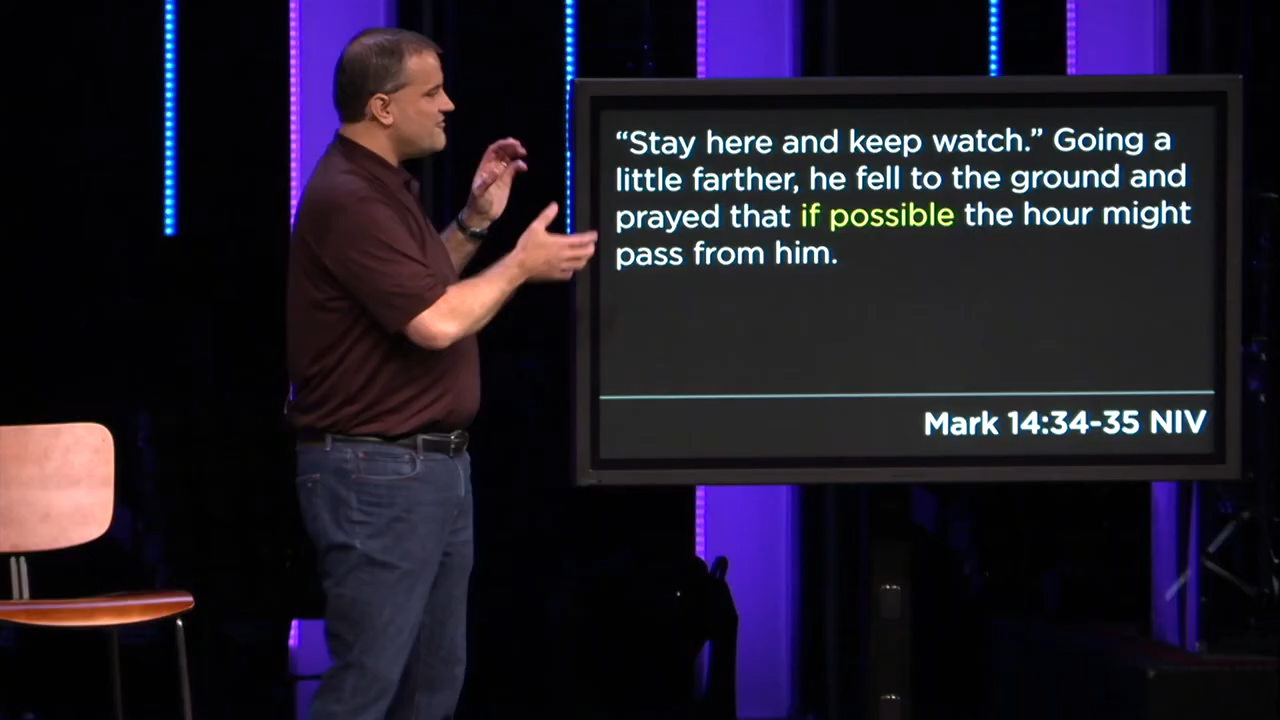 “Stay here and keep watch.” Going a
little farther, he fell to the ground and
prayed that if possible the hour might
pass from him.
Mark 14:34-35 NIV